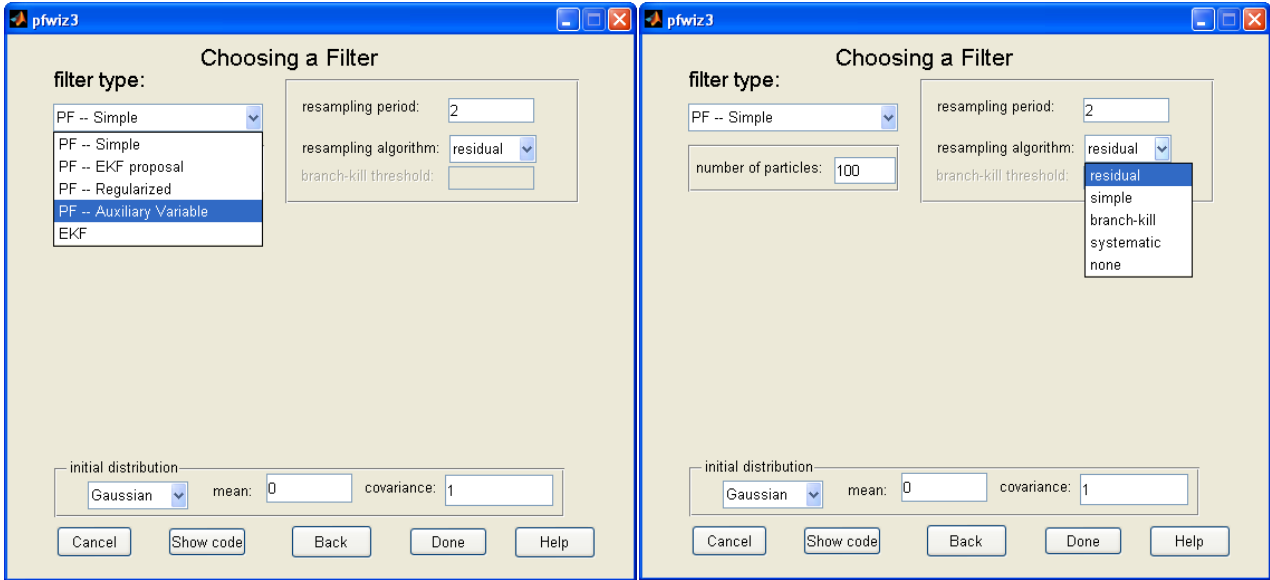 pfwiz3
Choosing a Filter
filter type:
PF -- Simple
PF -- Simple
PF -- EKF proposal
PF -- Regularized
PF -- Auxiliary Variable
EKF
resampling period: 2
resampling algorithm: residual
branch-kill threshold:
initial distribution
Gaussian mean: 0 covariance: 1
Cancel Show code Back Done Help
pfwiz3
Choosing a Filter
filter type:
PF -- Simple
number of particles: 100
resampling period: 2
resampling algorithm: residual
branch-kill threshold:
residual
simple
branch-kill
systematic
none
initial distribution
Gaussian mean: 0 covariance: 1
Cancel Show code Back Done Help